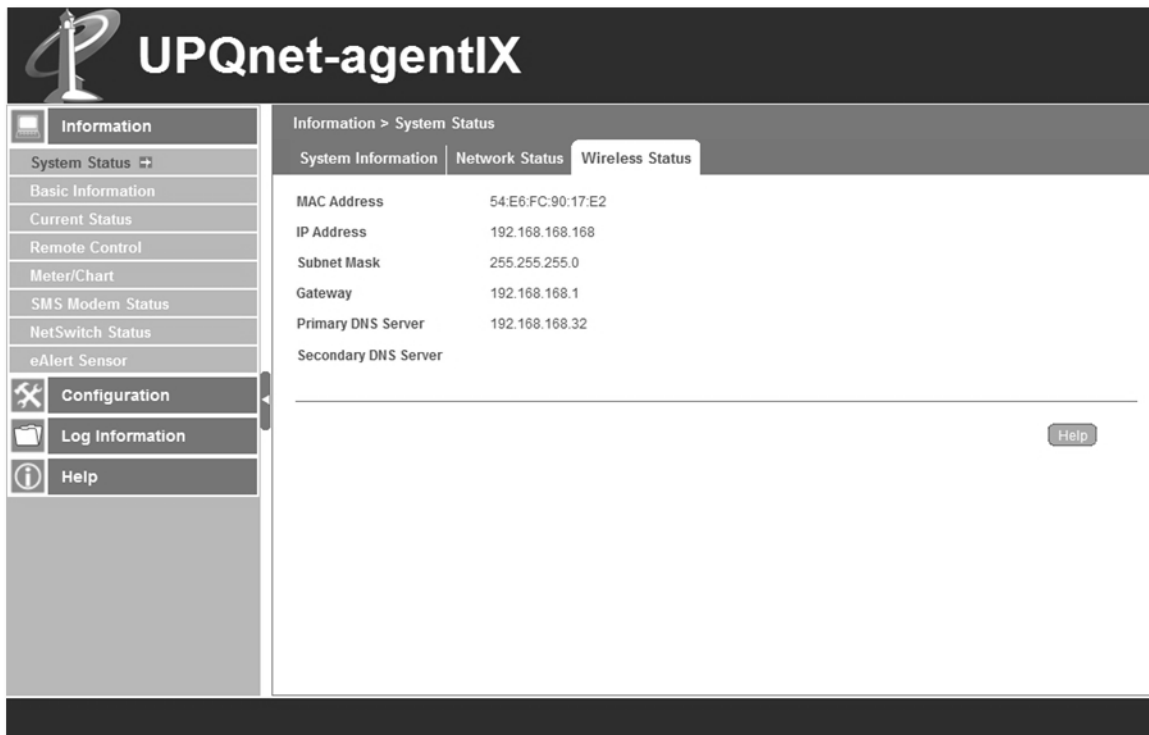 UPQnet-agentIX
Information
System Status
Basic Information
Current Status
Remote Control
Meter/Chart
SMS Modem Status
NetSwitch Status
eAlert Sensor
Configuration
Log Information
Help
Information > System Status
System Information Network Status Wireless Status
MAC Address 54:E6:FC:90:17:E2
IP Address 192.168.168.168
Subnet Mask 255.255.255.0
Gateway 192.168.168.1
Primary DNS Server 192.168.168.32
Secondary DNS Server
Help